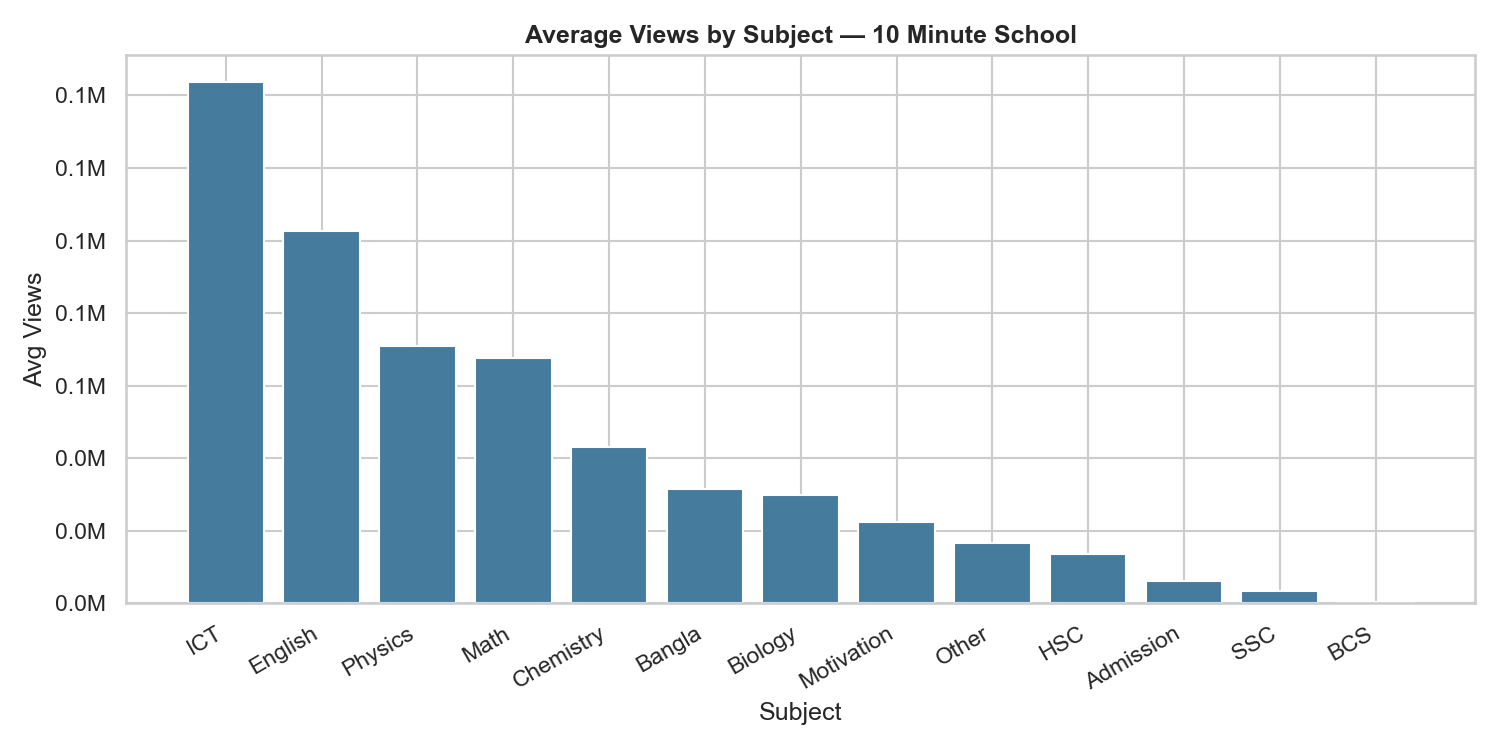 Average Views by Subject — 10 Minute School
0.1M
0.1M
0.1M
0.1M
0.1M
0.0M
0.0M
0.0M
Avg Views
ICT
English
Physics
Math
Chemistry
Bangla
Biology
Motivation
Other
HSC
Admission
SSC
BCS
Subject